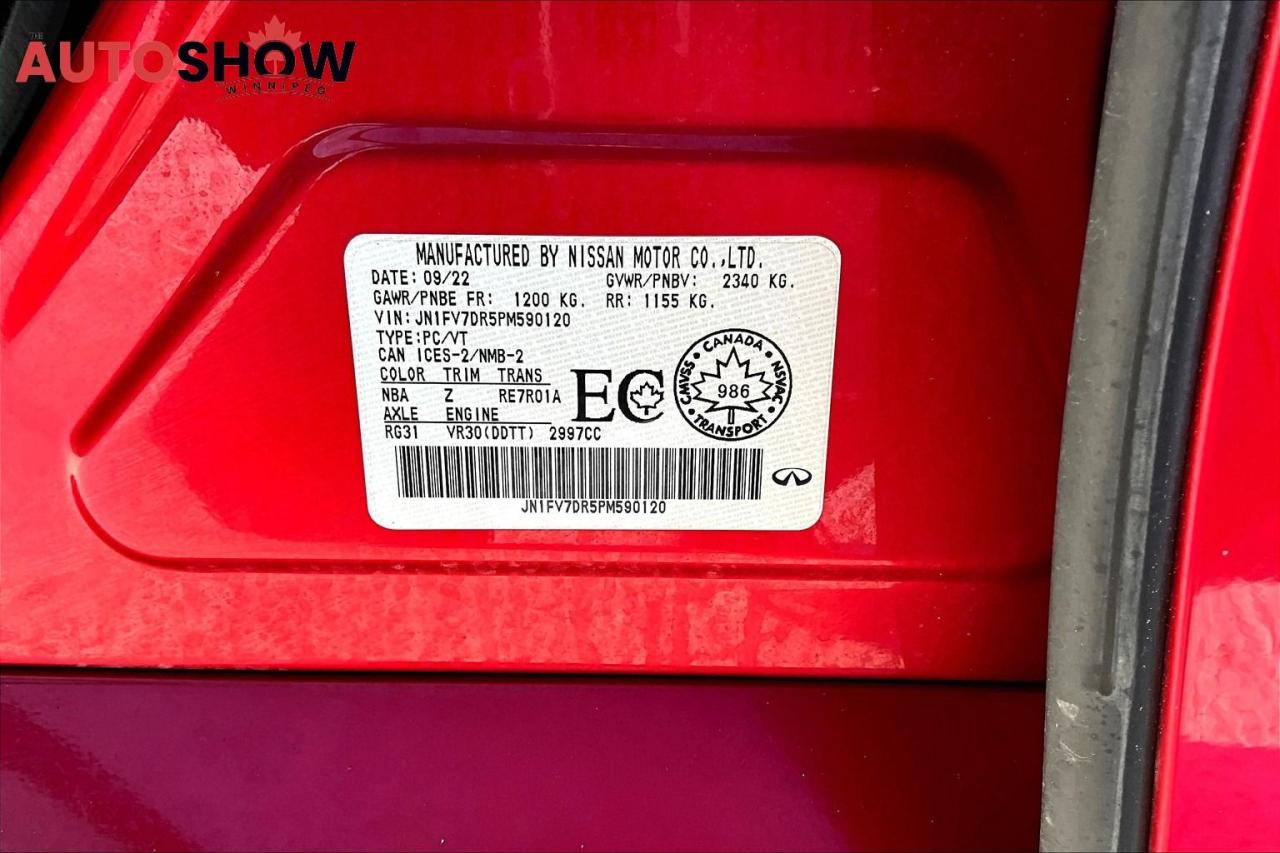 THE
AUTOSHOW
WINNIPEG
MANUFACTURED BY NISSAN MOTOR CO.,LTD.
DATE: 09/22 GVWR/PNBV: 2340 KG.
GAWR/PNBE FR: 1200 KG. RR: 1155 KG.
VIN: JN1FV7DR5PM590120
TYPE:PC/VT
CAN ICES-2/NMB-2
COLOR TRIM TRANS
NBA Z RE7R01A
AXLE ENGINE
RG31 VR30(DDTT) 2997CC
EC
CANADA
CMVSS 986 NSVAC
TRANSPORT
JN1FV7DR5PM590120